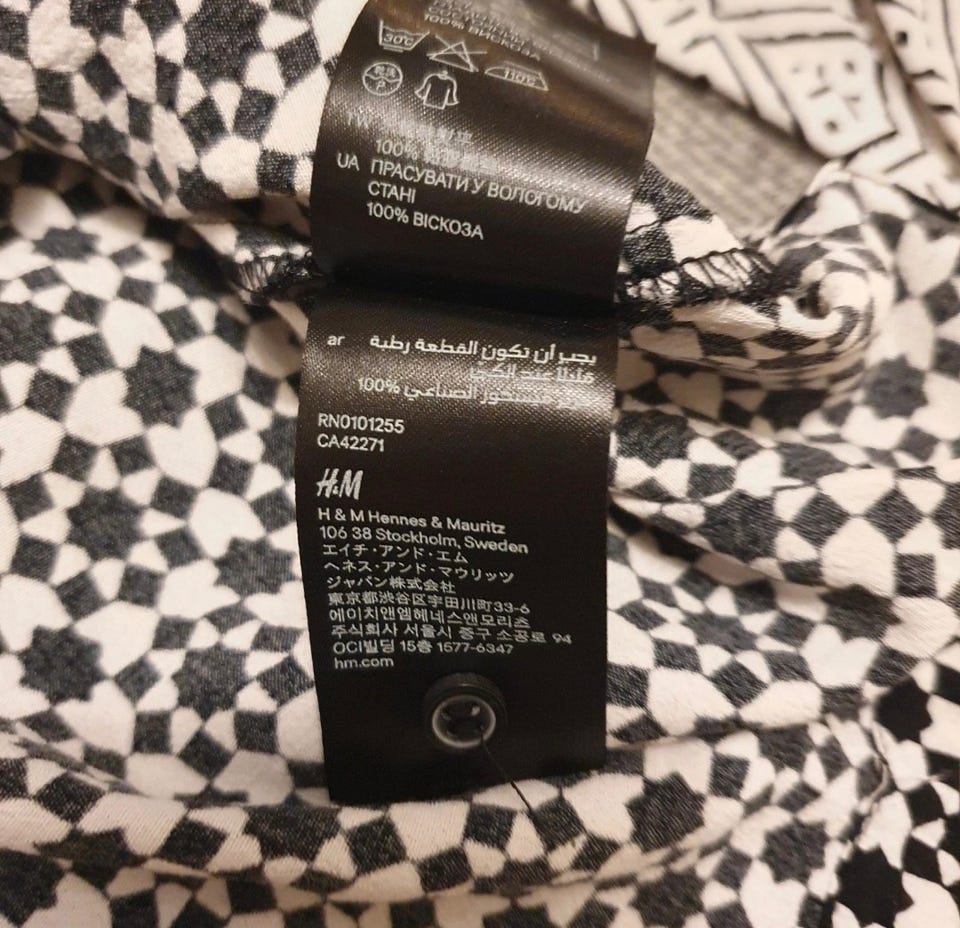 100% ВИСКОЗА
30°C
110°C
P
TW
100%
UA ПРАСУВАТИ У ВОЛОГОМУ
СТАНІ
100% ВІСКОЗА
ar يجب أن تكون القطعة رطبة
عند الكي
الصناعي 100%
RN0101255
CA42271
H&M
H & M Hennes & Mauritz
106 38 Stockholm, Sweden
エイチ・アンド・エム
ヘネス・アンド・マウリッツ
ジャパン株式会社
東京都渋谷区宇田川町33-6
에이치앤엠헤네스앤모리츠
주식회사 서울시 중구 소공로 94
OCI빌딩 15층 1577-6347
hm.com